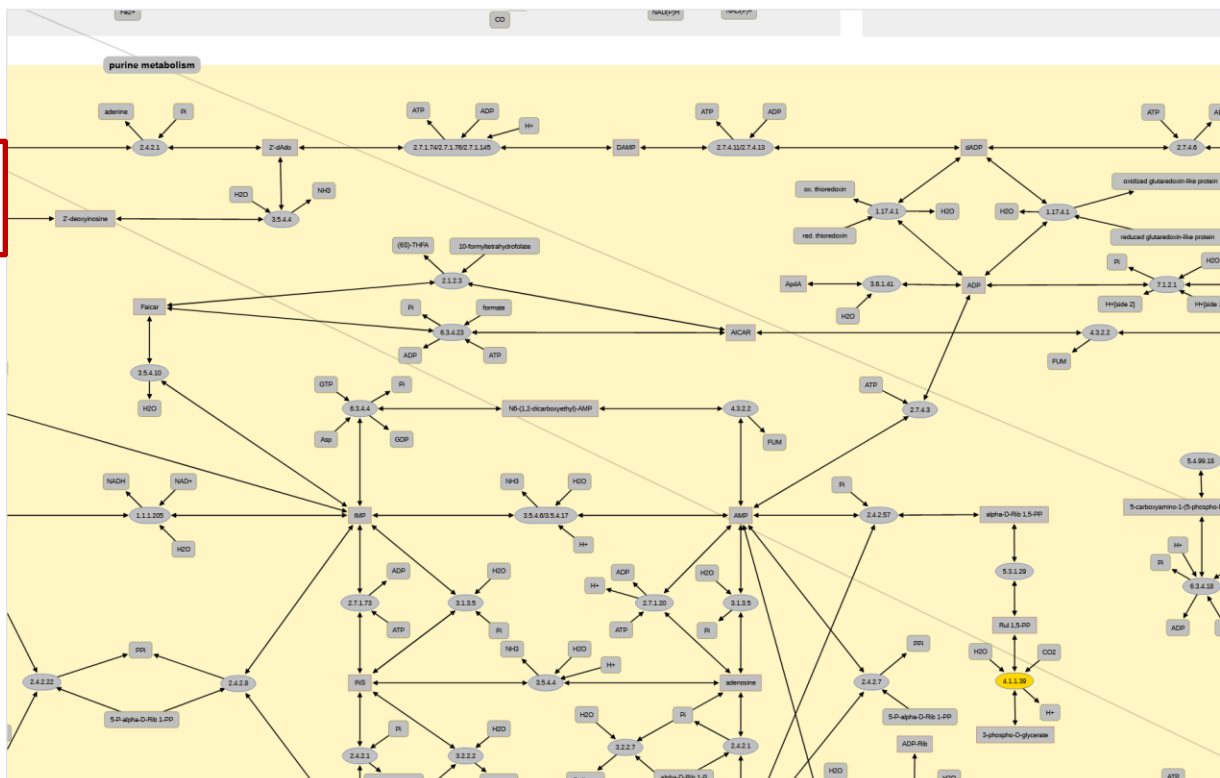 Fe2+
CO
NAD(P)H
NAD(P)+
purine metabolism
adenine
Pi
ATP
ADP
H+
ATP
ADP
ATP
2.4.2.1
2'-dAdo
2.7.1.74/2.7.1.76/2.7.1.145
DAMP
2.7.4.11/2.7.4.13
dADP
2.7.4.6
H2O
NH3
ox. thioredoxin
oxidized glutaredoxin-like protein
2'-deoxyinosine
3.5.4.4
1.17.4.1
H2O
H2O
1.17.4.1
red. thioredoxin
reduced glutaredoxin-like protein
(6S)-THFA
10-formyltetrahydrofolate
Pi
H2O
2.1.2.3
Ap4A
3.6.1.41
ADP
7.1.2.1
Faicar
Pi
formate
H2O
H+[side 2]
H+[side
6.3.4.23
AICAR
4.3.2.2
ADP
ATP
FUM
3.5.4.10
GTP
Pi
ATP
H2O
6.3.4.4
N6-(1,2-dicarboxyethyl)-AMP
4.3.2.2
2.7.4.3
Asp
GDP
FUM
5.4.99.18
NADH
NAD+
NH3
H2O
Pi
1.1.1.205
IMP
3.5.4.6/3.5.4.17
AMP
2.4.2.57
alpha-D-Rib 1,5-PP
5-carboxyamino-1-(5-phospho-
H2O
H+
H+
Pi
ADP
H2O
ADP
H2O
5.3.1.29
H+
6.3.4.18
2.7.1.73
3.1.3.5
2.7.1.20
3.1.3.5
ATP
Pi
ATP
Pi
Rul 1,5-PP
ADP
PPi
NH3
H2O
H+
PPi
H2O
CO2
2.4.2.22
2.4.2.8
INS
3.5.4.4
adenosine
2.4.2.7
4.1.1.39
5-P-alpha-D-Rib 1-PP
Pi
H2O
H2O
Pi
5-P-alpha-D-Rib 1-PP
H+
3-phospho-D-glycerate
2.4.2.1
3.2.2.2
3.2.2.7
2.4.2.1
ADP-Rib
alpha-D-Rib 1-P
H2O
H2O
ATP